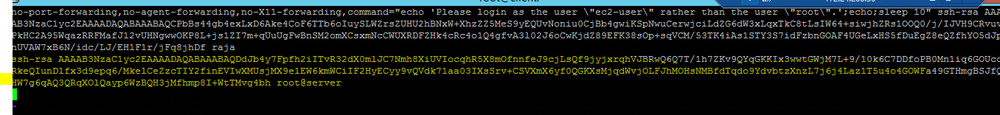 no-port-forwarding,no-agent-forwarding,no-X11-forwarding,command="echo 'Please login as the user \"ec2-user\" rather than the user \"root\".';echo;sleep 10" ssh-rsa AAA
AB3NzaC1yc2EAAAADAQABAAABAQCPbBs44gb4exLxD6Ake4CoF6TTb6oIuySLWZrsZUHU2hBNxW+XhzZZ5MeS9yEQUvNoniu0CjBb4gwiKSpNwuCerwjciLdZG6dW3xLqxTkC8tLsIW64+siwjhZRs1OOQ0/j/IJVH9CRvuv
PkHC2A95WqazRRFMafJ12vUHNgwwOKP8L+js1ZI7m+qUuUgFwBnSM2omXCsxmNcCWUXRDFZHk4cRc4o1Q4gfvA3l02J6oCwKjdZ89EFK38sOp+sqVCM/53TK4iAs1STY3S7idFzbnGOAF4UGeLxHS5fDuEgZ8eQZfhYO5dJp
nUVAW7xB6N/idc/LJ/EH1F1r/jFq8jhDf raja
ssh-rsa AAAAB3NzaC1yc2EAAAADAQABAAABAQDdJb4y7Fpfh2iITvR32dX0mlJC7Nmh8XiUVIocqhR5X8mOfnnfeJ9cjLsQf9jyjxrqhVJBRwQ6Q7T/1h7ZKv9QYqGKKIx3wwtGWjM7L+9/10k6C7DDfoPB0Mn1iq6GOUcc
RkeQIunDlfx3d9epq6/MkelCeZzcTIY2finEVIwXMUsjMX9elEW6kmWCiIF2HyECyy9vQVdk71aa03IXsSrv+CSVXmX6yf0QGKXsMjqdWvjOLFJhMOHsNMBfdTqdo9YdvbtzXnzL7j6j4Laz1T5u4o4GOWFa49GTHmgBSJfQ
HW7g6qAQ3QRqXOlQayp6WzBQH3jMfhmp8I+WtTMvg4bh root@server
~